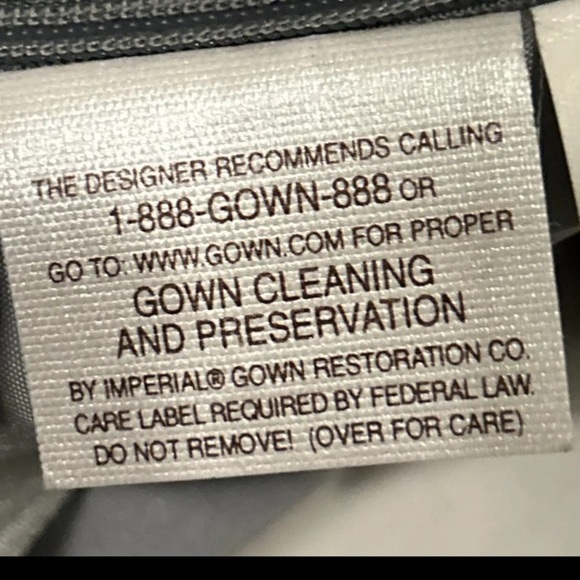 THE DESIGNER RECOMMENDS CALLING
1-888-GOWN-888 OR
GO TO: WWW.GOWN.COM FOR PROPER
GOWN CLEANING
AND PRESERVATION
BY IMPERIAL® GOWN RESTORATION CO.
CARE LABEL REQUIRED BY FEDERAL LAW.
DO NOT REMOVE! (OVER FOR CARE)